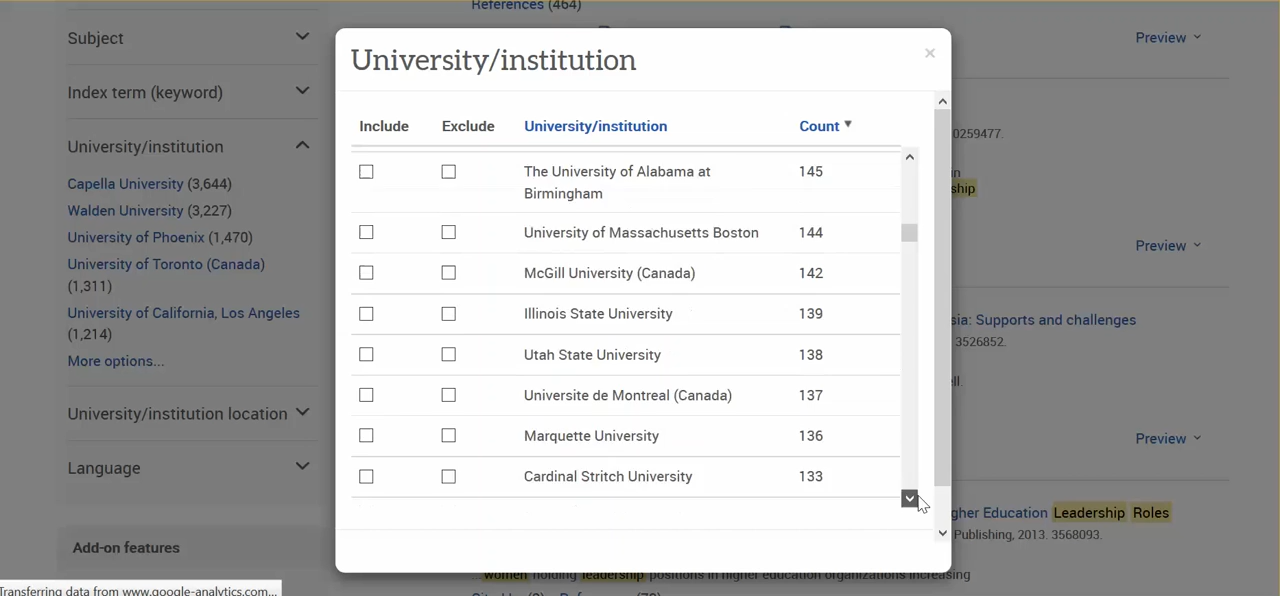 References (464)
Subject
Preview
Index term (keyword)
University/institution
Capella University (3,644)
Walden University (3,227)
University of Phoenix (1,470)
University of Toronto (Canada)
(1,311)
University of California, Los Angeles
(1,214)
More options...
University/institution location
Language
Add-on features
Transferring data from www.google-analytics.com...
University/institution
×
Include Exclude University/institution Count
The University of Alabama at 145
Birmingham
University of Massachusetts Boston 144
McGill University (Canada) 142
Illinois State University 139
Utah State University 138
Universite de Montreal (Canada) 137
Marquette University 136
Cardinal Stritch University 133
0259477.
in
ship
Preview
sia: Supports and challenges
3526852.
ell.
Preview
gher Education Leadership Roles
Publishing, 2013. 3568093.
...women holding leadership positions in higher education organizations increasing